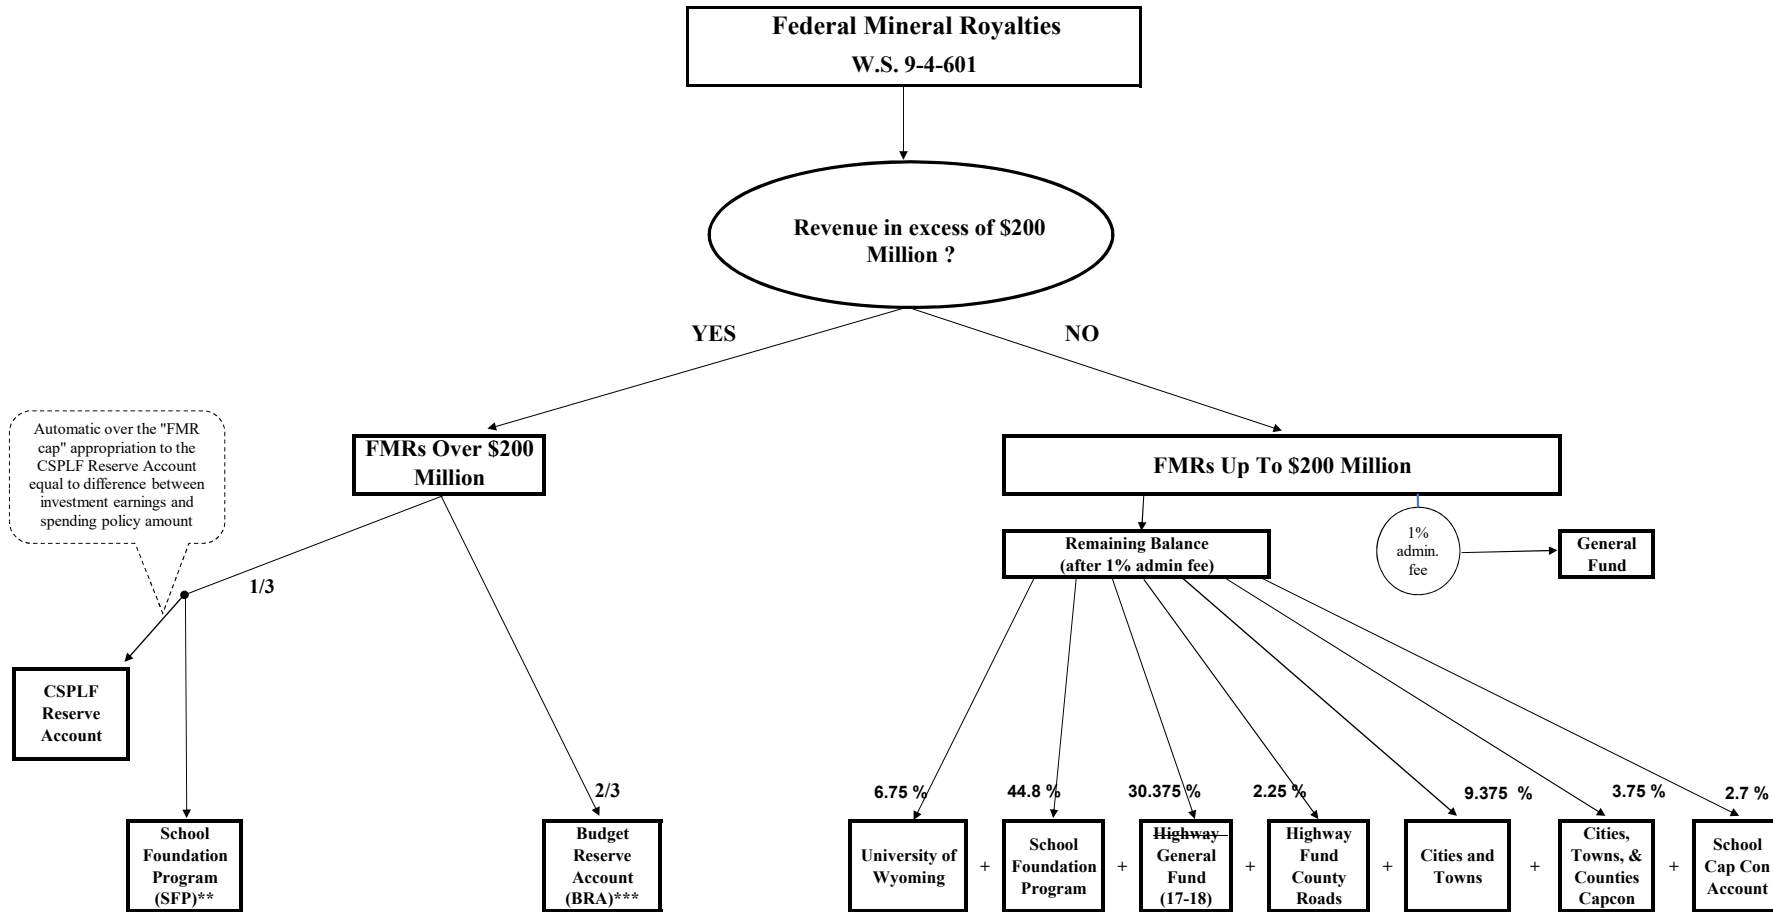 Federal Mineral Royalties
W.S. 9-4-601
Revenue in excess of $200
Million ?
YES
NO
Automatic over the "FMR
cap" appropriation to the
CSPLF Reserve Account
equal to difference between
investment earnings and
spending policy amount
FMRs Over $200
Million
FMRs Up To $200 Million
1%
admin.
fee
General
Fund
Remaining Balance
(after 1% admin fee)
1/3
CSPLF
Reserve
Account
2/3
6.75 %
44.8 %
30.375 %
2.25 %
9.375 %
3.75 %
2.7 %
School
Foundation
Program
(SFP)**
Budget
Reserve
Account
(BRA)***
University of
Wyoming
+
School
Foundation
Program
+
Highway
General
Fund
(17-18)
+
Highway
Fund
County
Roads
+
Cities and
Towns
+
Cities,
Towns, &
Counties
Capcon
+
School
Cap Con
Account